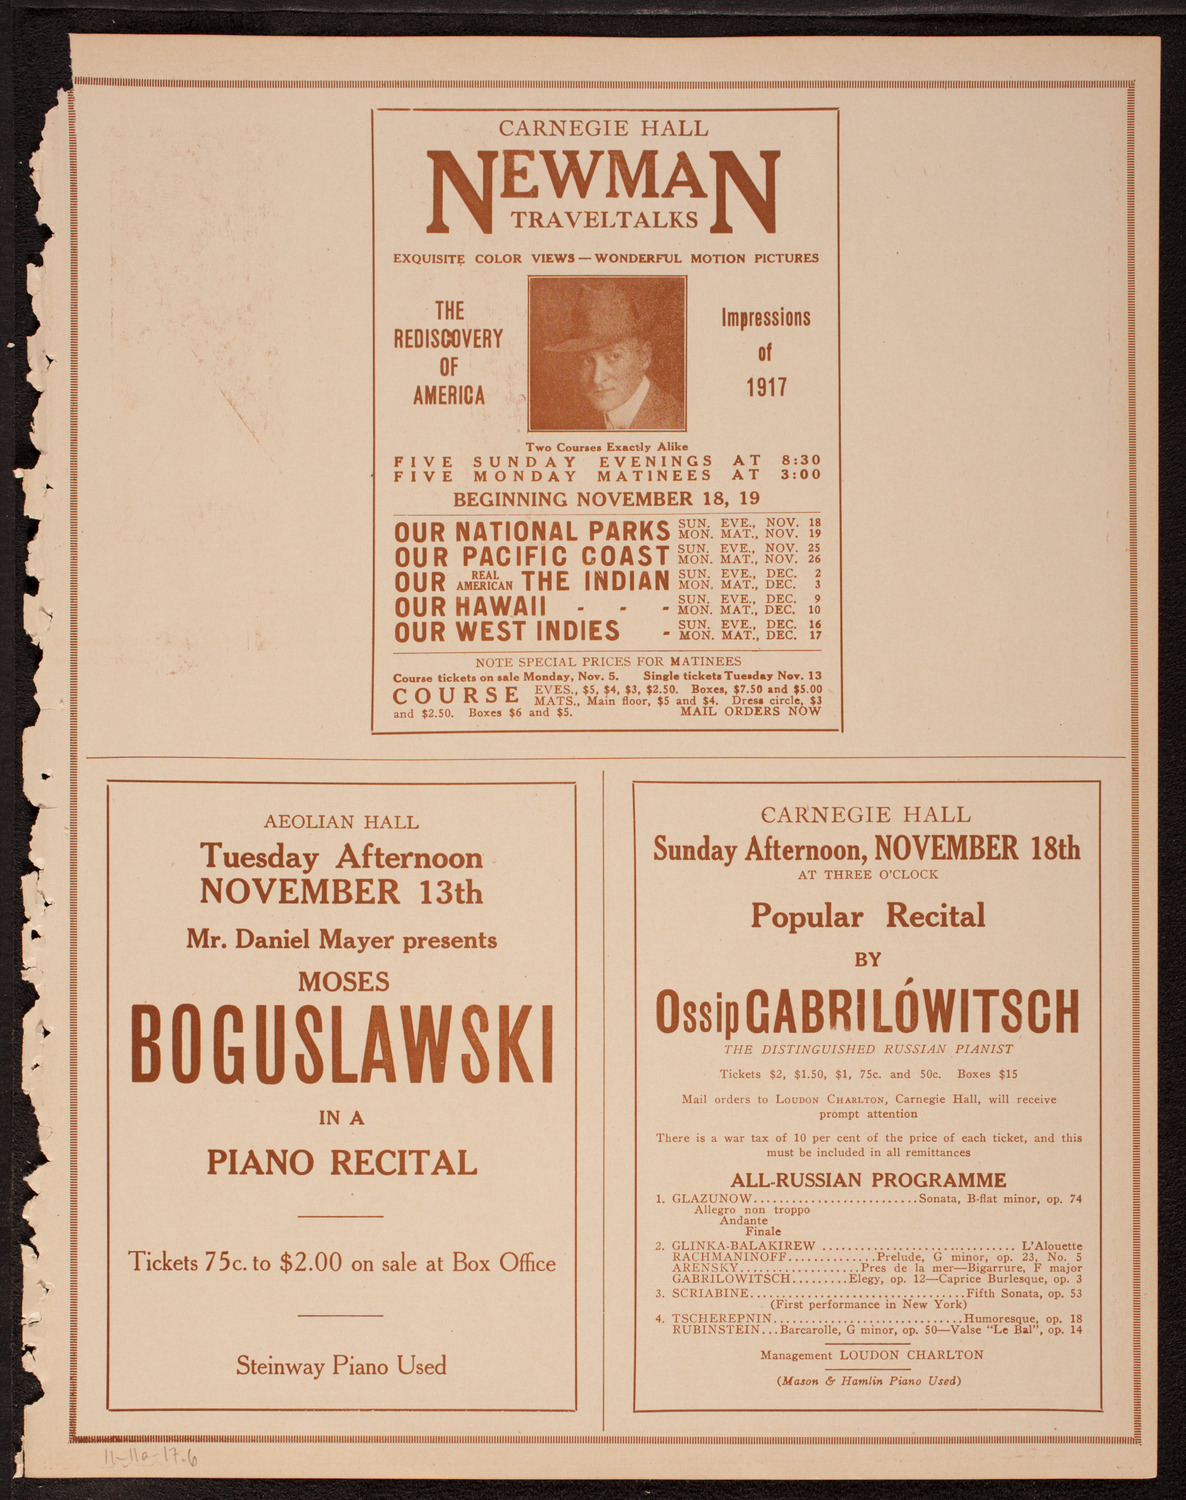 CARNEGIE HALL
NEWMAN
TRAVELTALKS
EXQUISITE COLOR VIEWS — WONDERFUL MOTION PICTURES
THE
REDISCOVERY
OF
AMERICA
Impressions
of
1917
Two Courses Exactly Alike
FIVE SUNDAY EVENINGS AT 8:30
FIVE MONDAY MATINEES AT 3:00
BEGINNING NOVEMBER 18, 19
OUR NATIONAL PARKS SUN. EVE., NOV. 18
MON. MAT., NOV. 19
OUR PACIFIC COAST SUN. EVE., NOV. 25
MON. MAT., NOV. 26
OUR REAL AMERICAN THE INDIAN SUN. EVE., DEC. 2
MON. MAT., DEC. 3
OUR HAWAII - - - SUN. EVE., DEC. 9
MON. MAT., DEC. 10
OUR WEST INDIES - SUN. EVE., DEC. 16
MON. MAT., DEC. 17
NOTE SPECIAL PRICES FOR MATINEES
Course tickets on sale Monday, Nov. 5. Single tickets Tuesday Nov. 13
COURSE EVES., $5, $4, $3, $2.50. Boxes, $7.50 and $5.00
MATS., Main floor, $5 and $4. Dress circle, $3
and $2.50. Boxes $6 and $5. MAIL ORDERS NOW
AEOLIAN HALL
Tuesday Afternoon
NOVEMBER 13th
Mr. Daniel Mayer presents
MOSES
BOGUSLAWSKI
IN A
PIANO RECITAL
Tickets 75c. to $2.00 on sale at Box Office
Steinway Piano Used
CARNEGIE HALL
Sunday Afternoon, NOVEMBER 18th
AT THREE O'CLOCK
Popular Recital
BY
Ossip GABRILÓWITSCH
THE DISTINGUISHED RUSSIAN PIANIST
Tickets $2, $1.50, $1, 75c. and 50c. Boxes $15
Mail orders to LOUDON CHARLTON, Carnegie Hall, will receive
prompt attention
There is a war tax of 10 per cent of the price of each ticket, and this
must be included in all remittances
ALL-RUSSIAN PROGRAMME
1. GLAZUNOW..........................Sonata, B-flat minor, op. 74
Allegro non troppo
Andante
Finale
2. GLINKA-BALAKIREW .............................. L'Alouette
RACHMANINOFF.............Prelude, G minor, op. 23, No. 5
ARENSKY...................Pres de la mer—Bigarrure, F major
GABRILOWITSCH.........Elegy, op. 12—Caprice Burlesque, op. 3
3. SCRIABINE..................................Fifth Sonata, op. 53
(First performance in New York)
4. TSCHEREPNIN..............................Humoresque, op. 18
RUBINSTEIN...Barcarolle, G minor, op. 50—Valse "Le Bal", op. 14
Management LOUDON CHARLTON
(Mason & Hamlin Piano Used)
11-11a-17.6